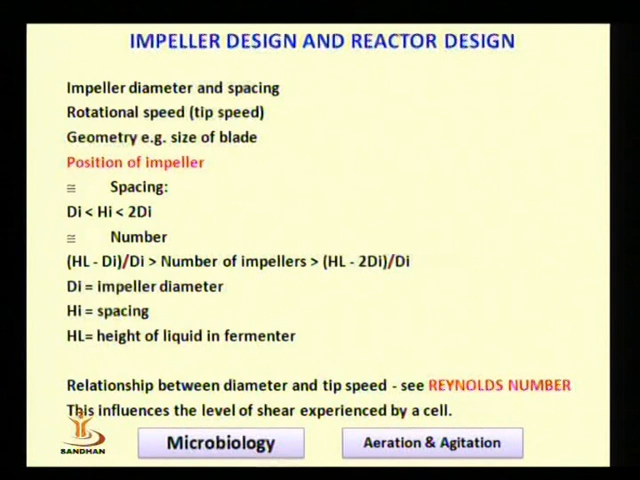 IMPELLER DESIGN AND REACTOR DESIGN
Impeller diameter and spacing
Rotational speed (tip speed)
Geometry e.g. size of blade
Position of impeller
≅ Spacing:
Di < Hi < 2Di
≅ Number
(HL - Di)/Di > Number of impellers > (HL - 2Di)/Di
Di = impeller diameter
Hi = spacing
HL= height of liquid in fermenter
Relationship between diameter and tip speed - see REYNOLDS NUMBER
This influences the level of shear experienced by a cell.
BANDHAN
Microbiology
Aeration & Agitation